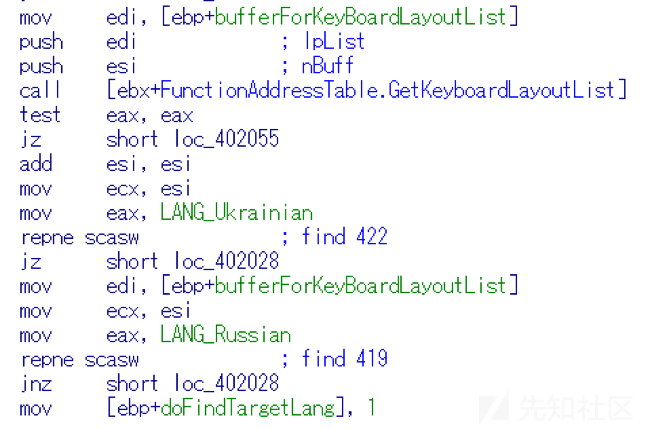 mov edi, [ebp+bufferForKeyBoardLayoutList]
push edi ; lpList
push esi ; nBuff
call [ebx+FunctionAddressTable.GetKeyboardLayoutList]
test eax, eax
jz short loc_402055
add esi, esi
mov ecx, esi
mov eax, LANG_Ukrainian
repne scasw ; find 422
jz short loc_402028
mov edi, [ebp+bufferForKeyBoardLayoutList]
mov ecx, esi
mov eax, LANG_Russian
repne scasw ; find 419
jnz short loc_402028
mov [ebp+doFindTargetLang], 1
先知社区